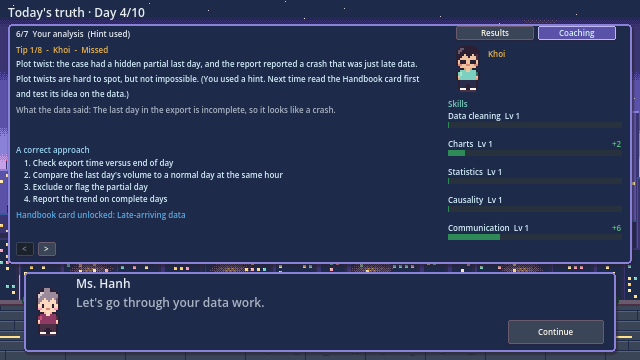 Today's truth · Day 4/10
6/7 Your analysis (Hint used)
Results
Coaching
Tip 1/8 - Khoi - Missed
Plot twist: the case had a hidden partial last day, and the report reported a crash that was just late data.
Plot twists are hard to spot, but not impossible. (You used a hint. Next time read the Handbook card first
and test its idea on the data.)
What the data said: The last day in the export is incomplete, so it looks like a crash.
A correct approach
1. Check export time versus end of day
2. Compare the last day's volume to a normal day at the same hour
3. Exclude or flag the partial day
4. Report the trend on complete days
Handbook card unlocked: Late-arriving data
< >
Khoi
Skills
Data cleaning Lv 1
Charts Lv 1 +2
Statistics Lv 1
Causality Lv 1
Communication Lv 1 +6
Ms. Hanh
Let's go through your data work.
Continue